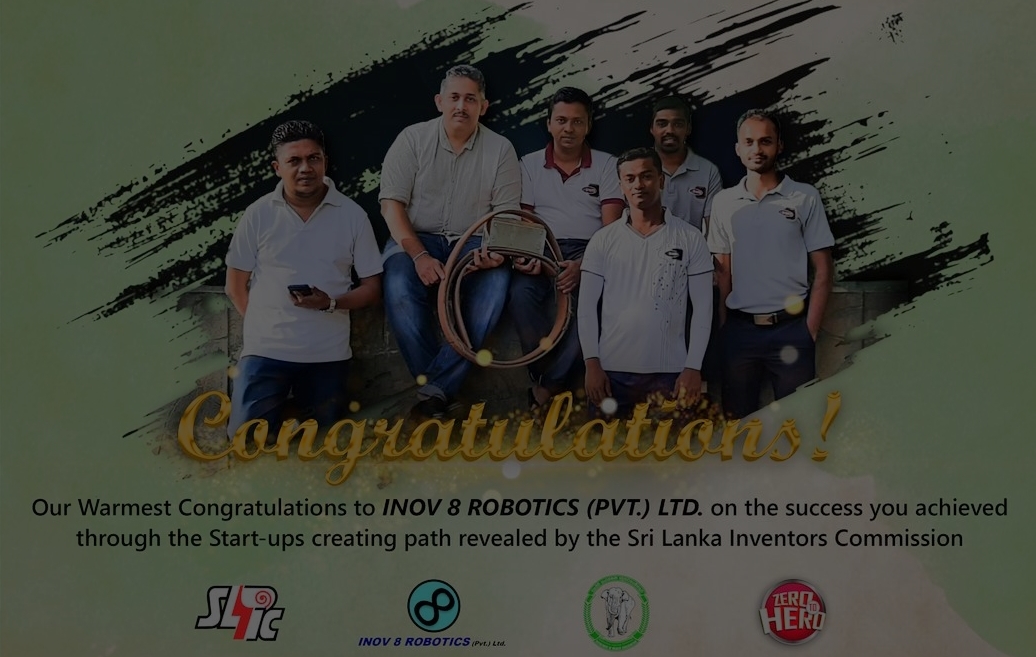 Congratulations!
Our Warmest Congratulations to INOV 8 ROBOTICS (PVT.) LTD. on the success you achieved
through the Start-ups creating path revealed by the Sri Lanka Inventors Commission
SLIC
INOV 8 ROBOTICS (Pvt.) Ltd.
ZERO TO HERO